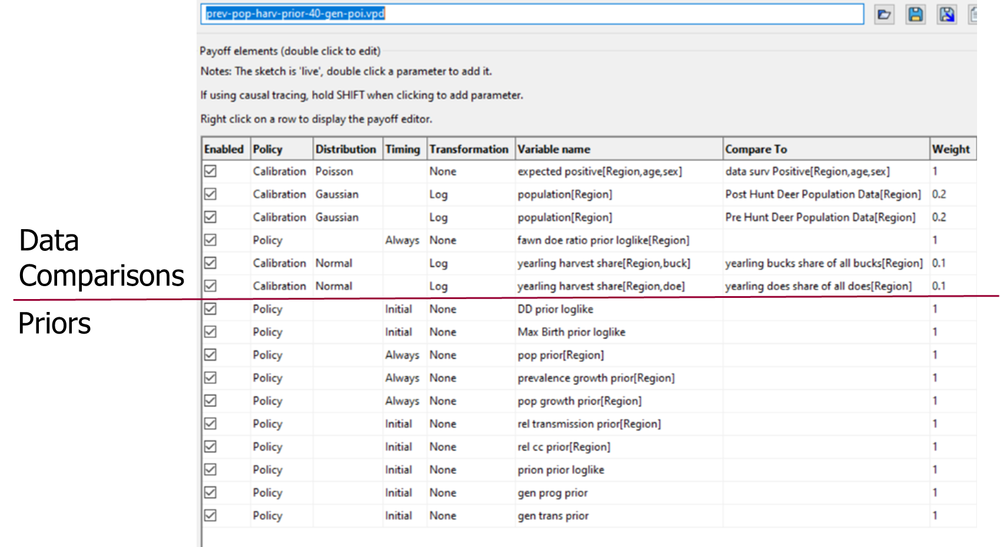 prev-pop-harv-prior-40-gen-poi.vpd
Payoff elements (double click to edit)
Notes: The sketch is 'live', double click a parameter to add it.
If using causal tracing, hold SHIFT when clicking to add parameter.
Right click on a row to display the payoff editor.
Enabled Policy Distribution Timing Transformation Variable name Compare To Weight
Calibration Poisson None expected positive[Region,age,sex] data surv Positive[Region,age,sex] 1
Calibration Gaussian Log population[Region] Post Hunt Deer Population Data[Region] 0.2
Calibration Gaussian Log population[Region] Pre Hunt Deer Population Data[Region] 0.2
Policy Always None fawn doe ratio prior loglike[Region] 1
Calibration Normal Log yearling harvest share[Region,buck] yearling bucks share of all bucks[Region] 0.1
Calibration Normal Log yearling harvest share[Region,doe] yearling does share of all does[Region] 0.1
Data
Comparisons
Priors
Policy Initial None DD prior loglike 1
Policy Initial None Max Birth prior loglike 1
Policy Always None pop prior[Region] 1
Policy Always None prevalence growth prior[Region] 1
Policy Always None pop growth prior[Region] 1
Policy Initial None rel transmission prior[Region] 1
Policy Initial None rel cc prior[Region] 1
Policy Initial None prion prior loglike 1
Policy Initial None gen prog prior 1
Policy Initial None gen trans prior 1